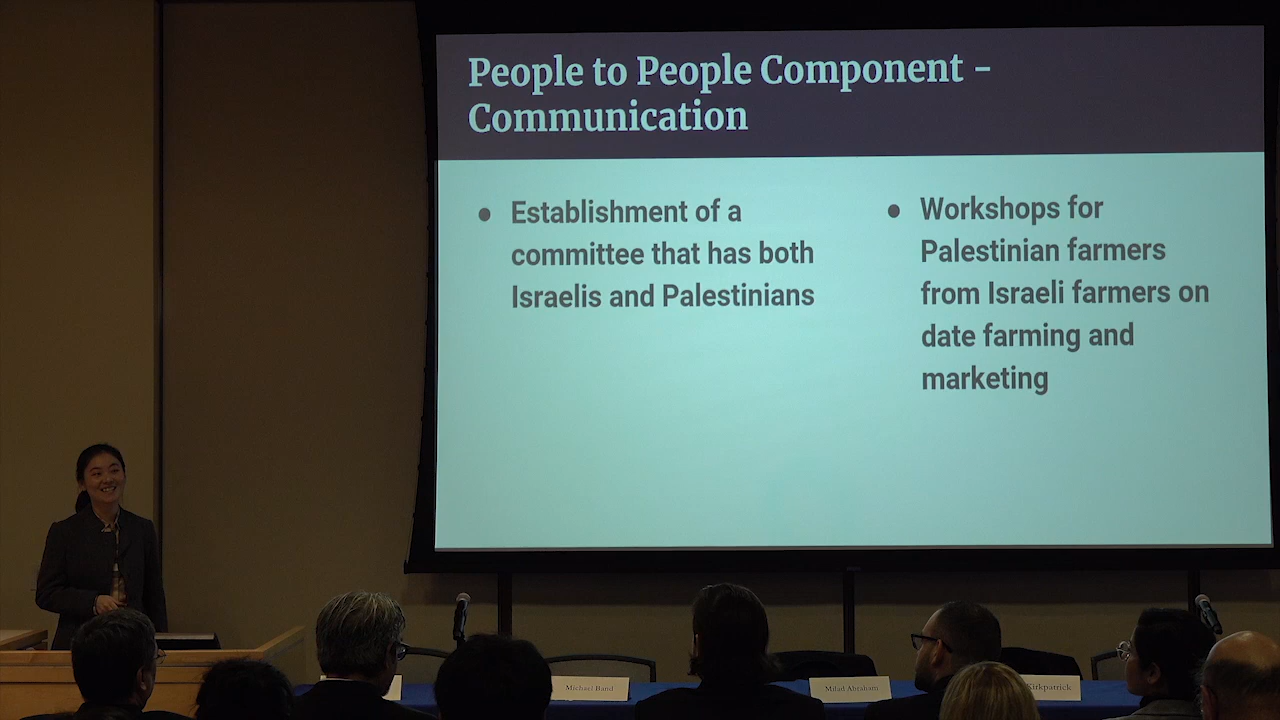 People to People Component -
Communication
● Establishment of a
committee that has both
Israelis and Palestinians
● Workshops for
Palestinian farmers
from Israeli farmers on
date farming and
marketing
Michael Band
Milad Abraham
Kirkpatrick